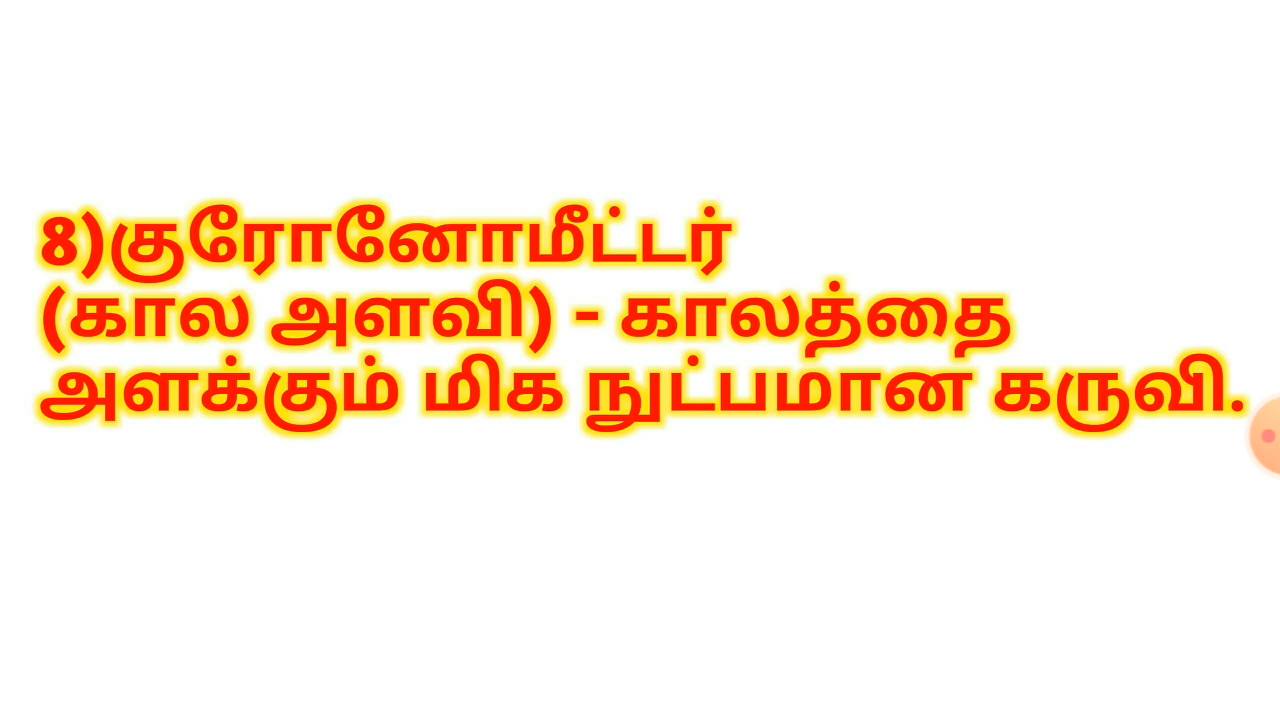 8)குரோனோமீட்டர்
(கால அளவி) - காலத்தை
அளக்கும் மிக நுட்பமான கருவி.